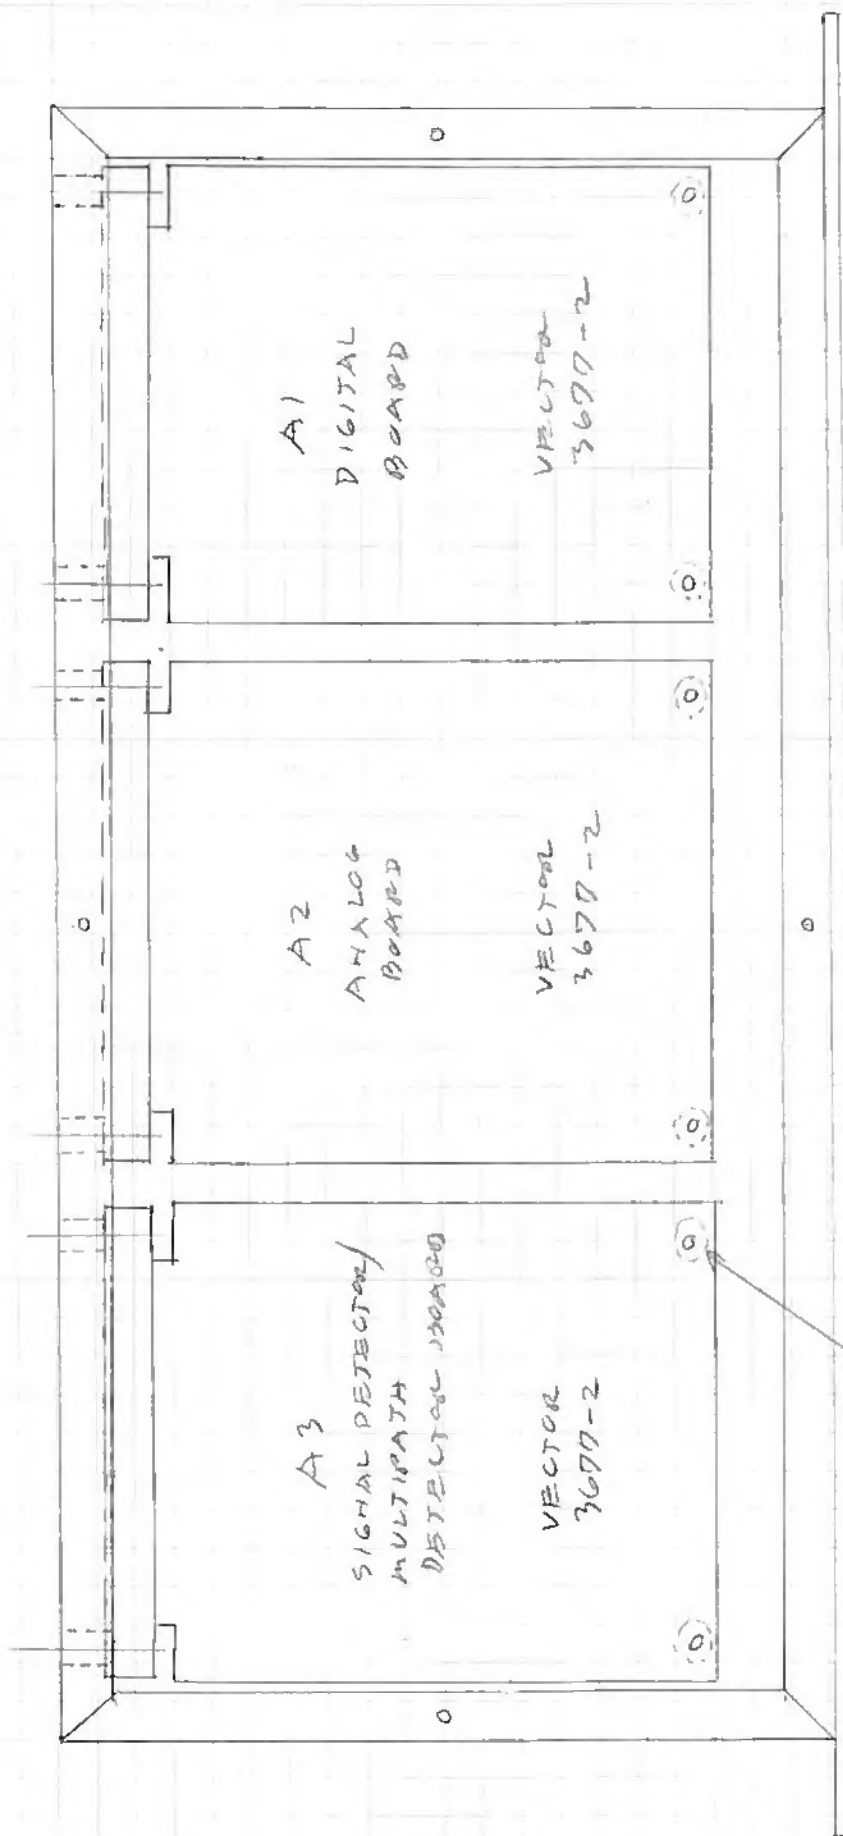 A1
DIGITAL
BOARD
VECTOR
3677-2
A2
ANALOG
BOARD
VECTOR
3677-2
A3
SIGNAL DETECTOR/
MULTIPATH
DETECTOR BOARD
VECTOR
3677-2